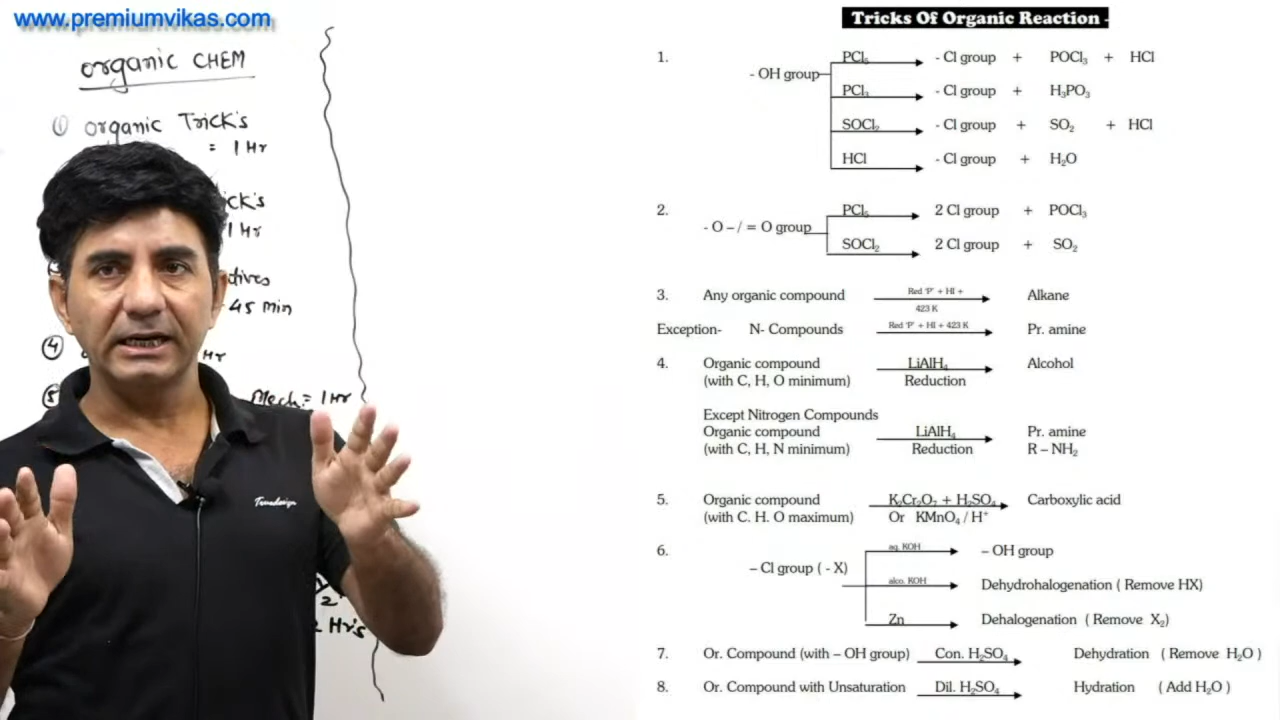 www.premiumvikas.com
organic CHEM
① organic Trick's
= 1 Hr
ck's
1 Hr
tives
45 min
④ Hr
⑤ Mech = 1 Hr
2
2 Hr's
Tricks Of Organic Reaction -
1.
- OH group
PCl₅ - Cl group + POCl₃ + HCl
PCl₃ - Cl group + H₃PO₃
SOCl₂ - Cl group + SO₂ + HCl
HCl - Cl group + H₂O
2.
- O – / = O group
PCl₅ 2 Cl group + POCl₃
SOCl₂ 2 Cl group + SO₂
3. Any organic compound Red 'P' + HI + Alkane
423 K
Exception- N- Compounds Red 'P' + HI + 423 K Pr. amine
4. Organic compound LiAlH₄ Alcohol
(with C, H, O minimum) Reduction
Except Nitrogen Compounds
Organic compound LiAlH₄ Pr. amine
(with C, H, N minimum) Reduction R – NH₂
5. Organic compound K₂Cr₂O₇ + H₂SO₄ Carboxylic acid
(with C. H. O maximum) Or KMnO₄ / H⁺
6.
– Cl group ( - X)
aq. KOH – OH group
alco. KOH Dehydrohalogenation ( Remove HX)
Zn Dehalogenation ( Remove X₂)
7. Or. Compound (with – OH group) Con. H₂SO₄ Dehydration ( Remove H₂O )
8. Or. Compound with Unsaturation Dil. H₂SO₄ Hydration ( Add H₂O )